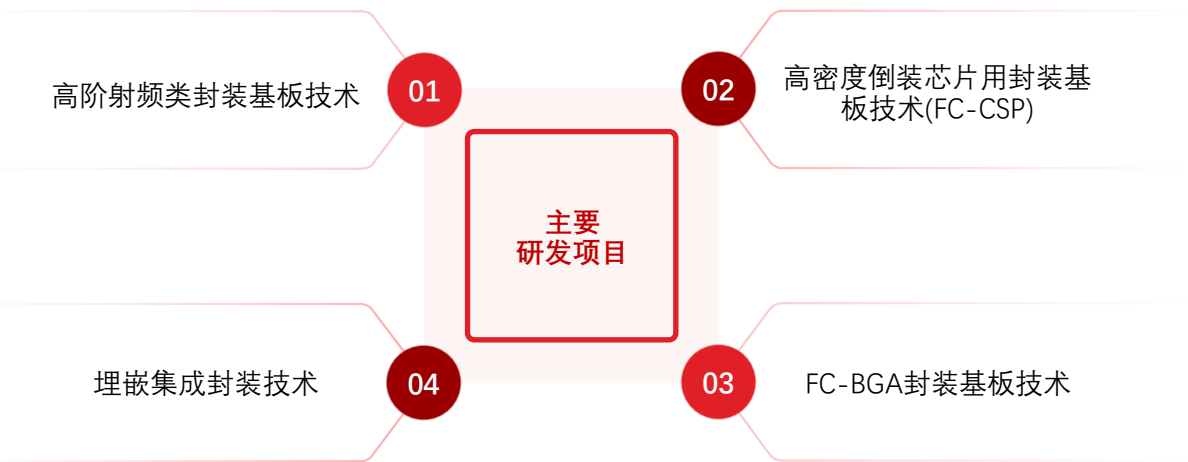 高阶射频类封装基板技术
01
02
高密度倒装芯片用封装基
板技术(FC-CSP)
主要
研发项目
埋嵌集成封装技术
04
03
FC-BGA封装基板技术